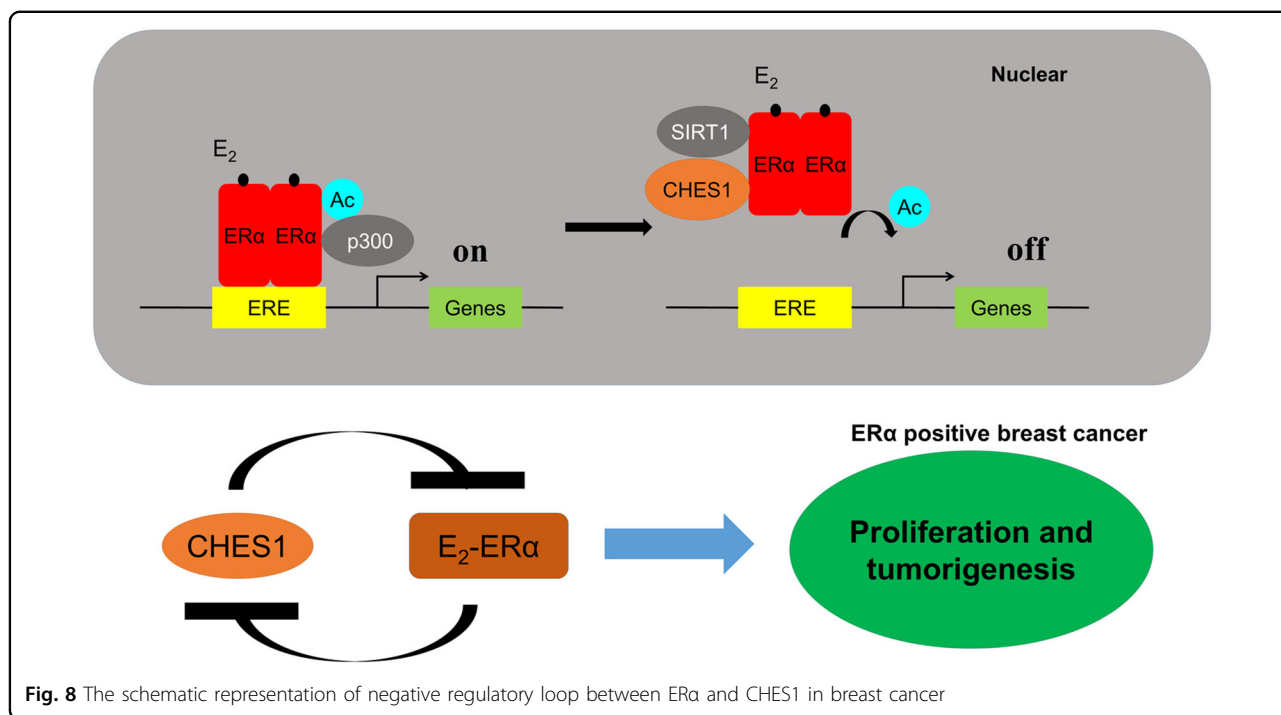 Nuclear
E₂
SIRT1
CHES1
ERα ERα
Ac
E₂
ERα ERα
Ac
p300
on
off
ERE
Genes
ERE
Genes
ERα positive breast cancer
CHES1
E₂-ERα
Proliferation and
tumorigenesis
Fig. 8 The schematic representation of negative regulatory loop between ERα and CHES1 in breast cancer